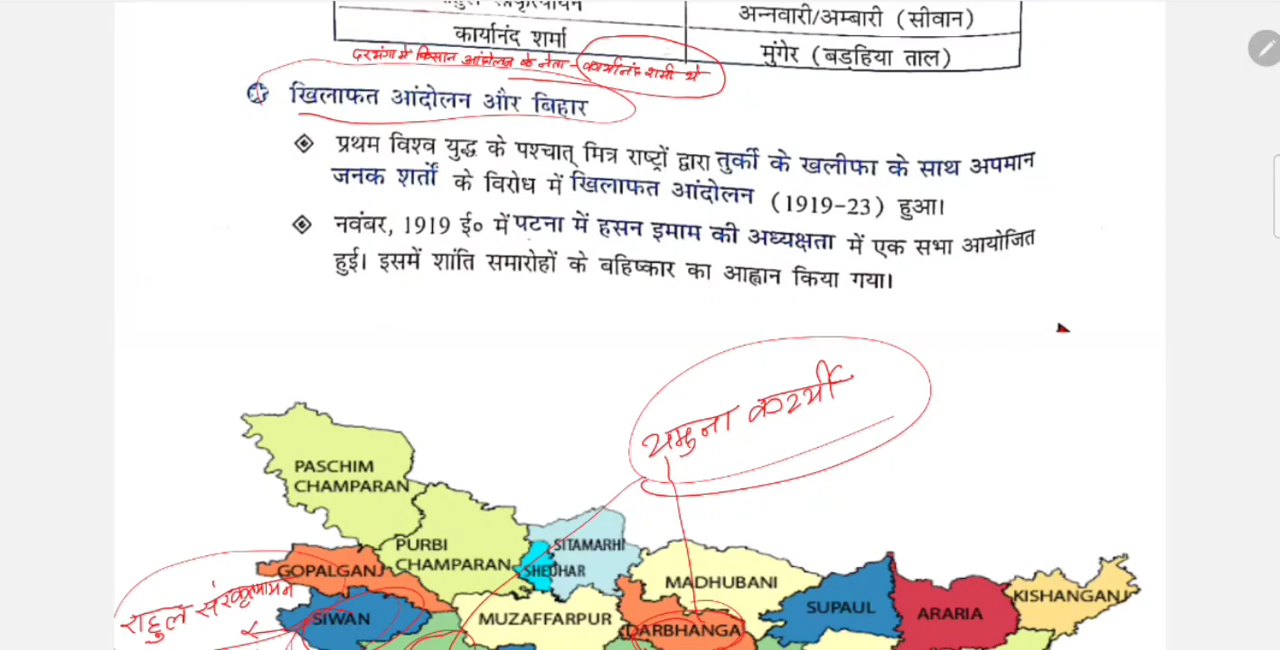 अन्नवारी/अम्बारी (सीवान)
कार्यानंद शर्मा
मुंगेर (बड़हिया ताल)
दरभंगा में किसान आंदोलन के नेता - कार्यानंद शर्मा थे
खिलाफत आंदोलन और बिहार
प्रथम विश्व युद्ध के पश्चात् मित्र राष्ट्रों द्वारा तुर्की के खलीफा के साथ अपमान
जनक शर्तों के विरोध में खिलाफत आंदोलन (1919-23) हुआ।
नवंबर, 1919 ई० में पटना में हसन इमाम की अध्यक्षता में एक सभा आयोजित
हुई। इसमें शांति समारोहों के बहिष्कार का आह्वान किया गया।
यमुना
PASCHIM
CHAMPARAN
PURBI
CHAMPARAN
SITAMARHI
SHEOHAR
GOPALGANJ
MADHUBANI
KISHANGANJ
राहुल सांस्कृत्यायन
SIWAN
MUZAFFARPUR
DARBHANGA
SUPAUL
ARARIA